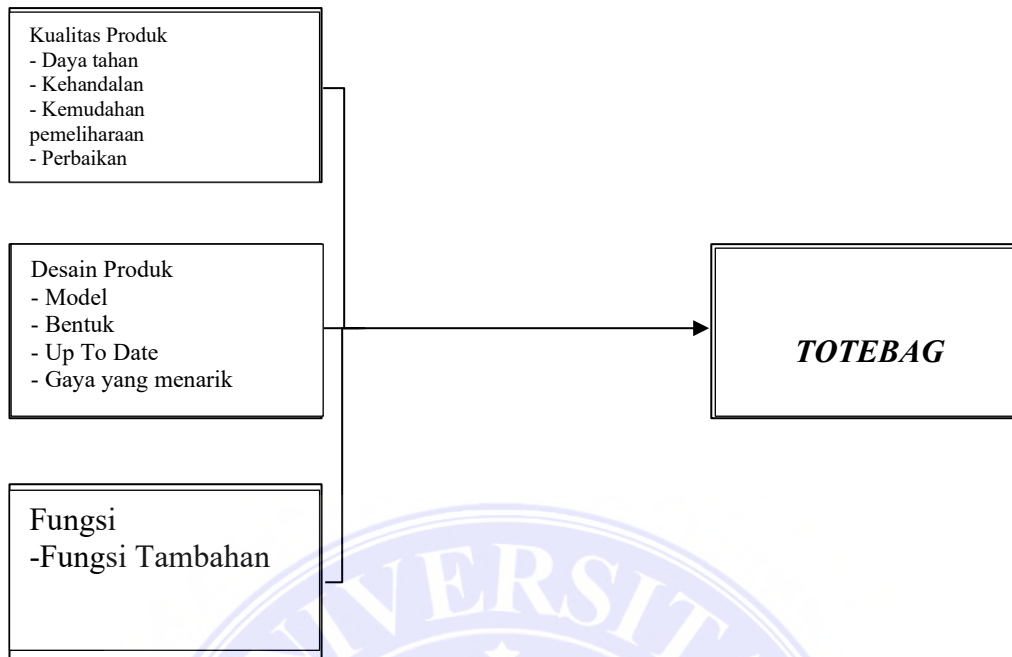 Kualitas Produk
- Daya tahan
- Kehandalan
- Kemudahan
pemeliharaan
- Perbaikan
Desain Produk
- Model
- Bentuk
- Up To Date
- Gaya yang menarik
TOTEBAG
Fungsi
-Fungsi Tambahan